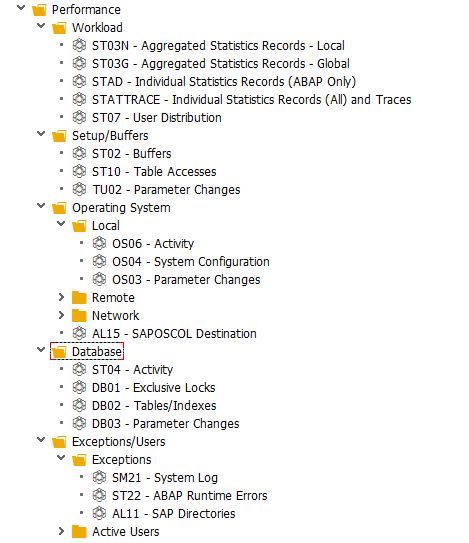 Performance
Workload
ST03N - Aggregated Statistics Records - Local
ST03G - Aggregated Statistics Records - Global
STAD - Individual Statistics Records (ABAP Only)
STATTRACE - Individual Statistics Records (All) and Traces
ST07 - User Distribution
Setup/Buffers
ST02 - Buffers
ST10 - Table Accesses
TU02 - Parameter Changes
Operating System
Local
OS06 - Activity
OS04 - System Configuration
OS03 - Parameter Changes
Remote
Network
AL15 - SAPOSCOL Destination
Database
ST04 - Activity
DB01 - Exclusive Locks
DB02 - Tables/Indexes
DB03 - Parameter Changes
Exceptions/Users
Exceptions
SM21 - System Log
ST22 - ABAP Runtime Errors
AL11 - SAP Directories
Active Users